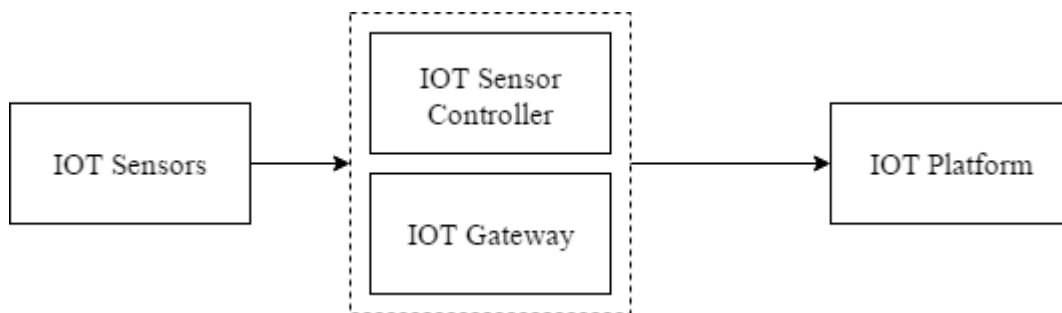 IOT Sensors
IOT Sensor
Controller
IOT Gateway
IOT Platform